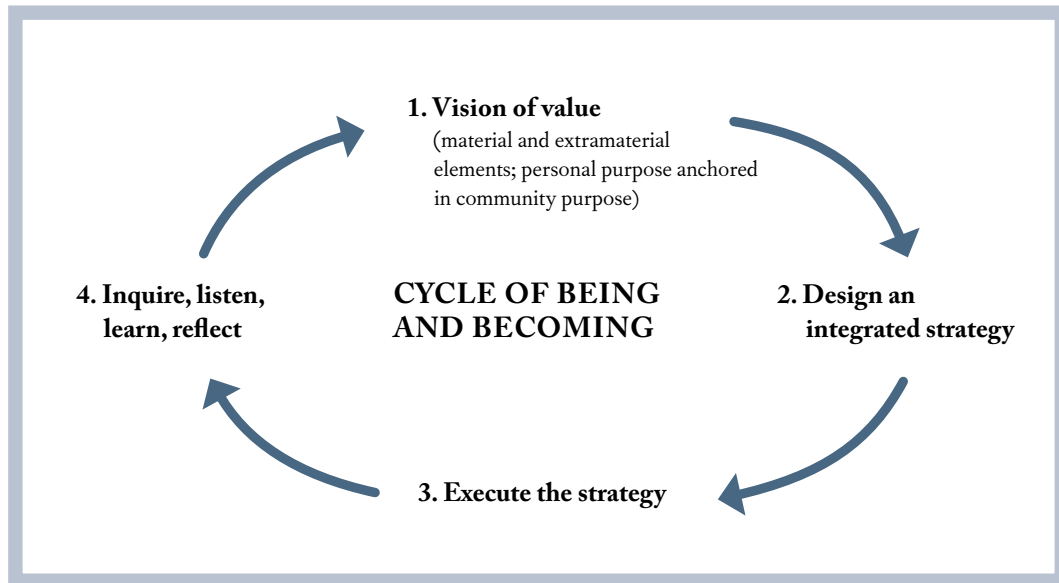 1. Vision of value
(material and extramaterial
elements; personal purpose anchored
in community purpose)
CYCLE OF BEING
AND BECOMING
2. Design an
integrated strategy
3. Execute the strategy
4. Inquire, listen,
learn, reflect